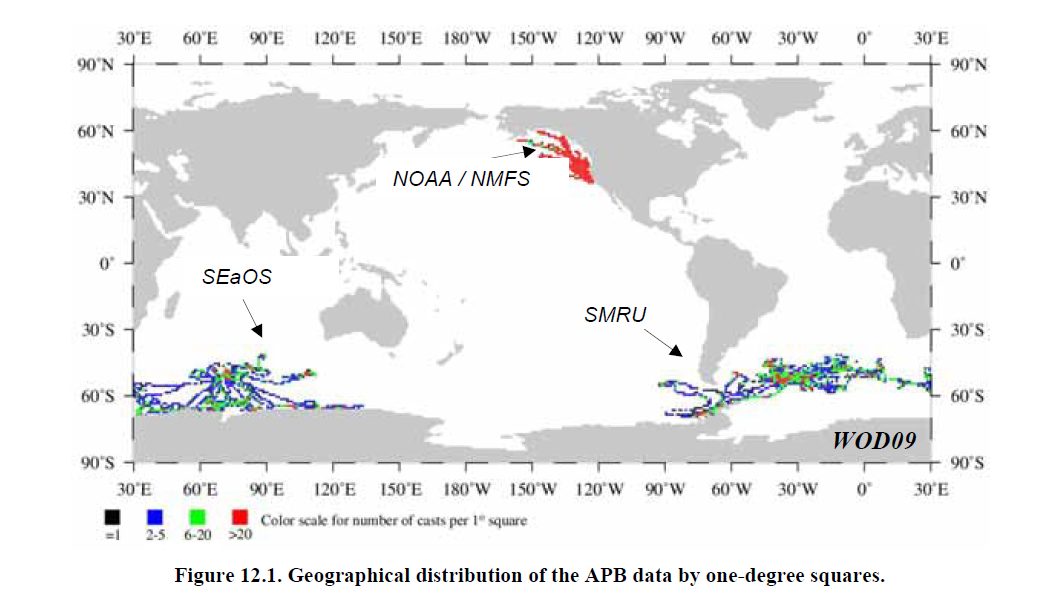 30˚E 60˚E 90˚E 120˚E 150˚E 180˚W 150˚W 120˚W 90˚W 60˚W 30˚W 0˚ 30˚E
90˚N 90˚N
60˚N 60˚N
NOAA / NMFS
30˚N 30˚N
0˚ 0˚
SEaOS
SMRU
30˚S 30˚S
60˚S 60˚S
WOD09
90˚S 90˚S
30˚E 60˚E 90˚E 120˚E 150˚E 180˚W 150˚W 120˚W 90˚W 60˚W 30˚W 0˚ 30˚E
Color scale for number of casts per 1º square
=1 2-5 6-20 >20
Figure 12.1. Geographical distribution of the APB data by one-degree squares.